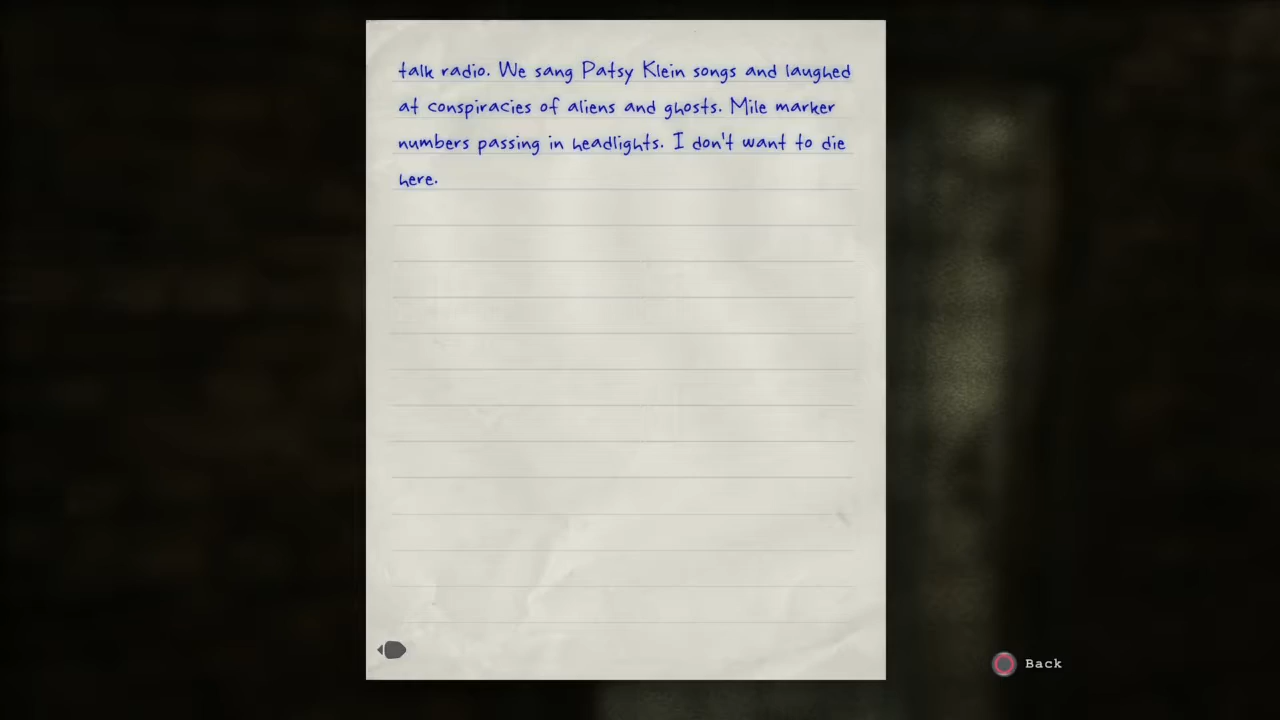 talk radio. We sang Patsy Klein songs and laughed
at conspiracies of aliens and ghosts. Mile marker
numbers passing in headlights. I don't want to die
here.
Back